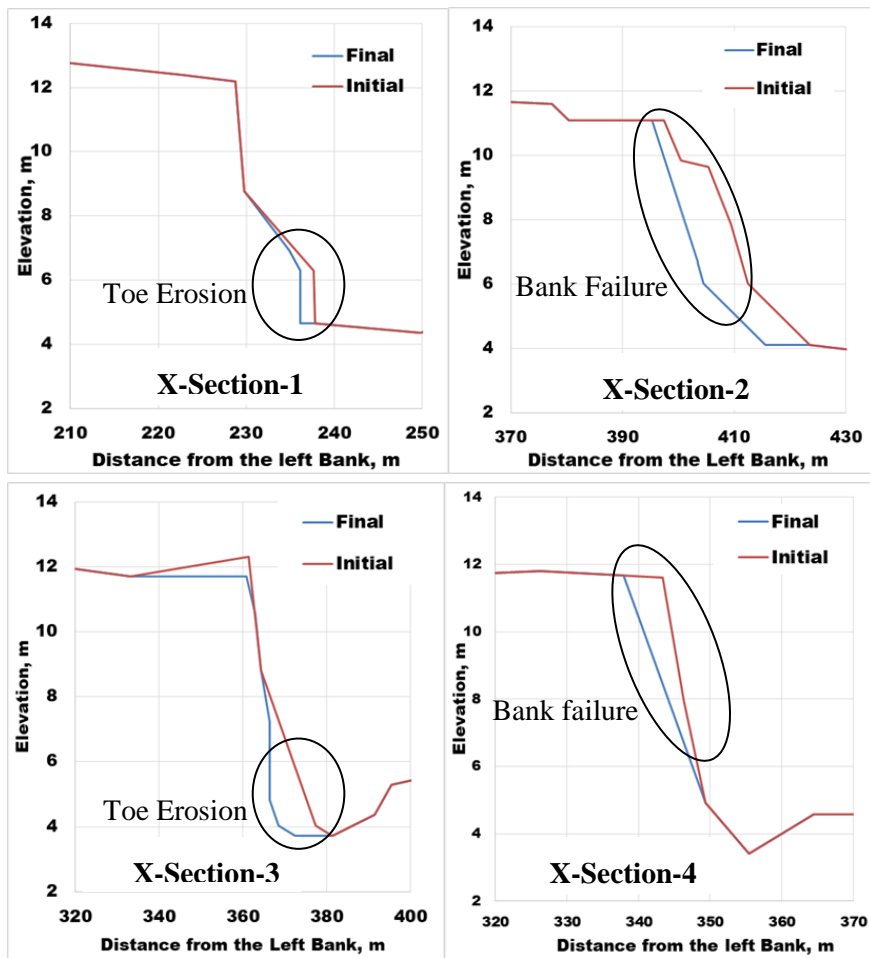 14
12
10
8
6
4
2
Elevation, m
Final
Initial
Toe Erosion
X-Section-1
210 220 230 240 250
Distance from the left Bank, m
14
12
10
8
6
4
2
Elevation, m
Final
Initial
Bank Failure
X-Section-2
370 390 410 430
Distance from the Left Bank, m
14
12
10
8
6
4
2
Elevation, m
Final
Initial
Toe Erosion
X-Section-3
320 340 360 380 400
Distance from the Left Bank, m
14
12
10
8
6
4
2
Elevation, m
Final
Initial
Bank failure
X-Section-4
320 330 340 350 360 370
Distance from the left Bank, m